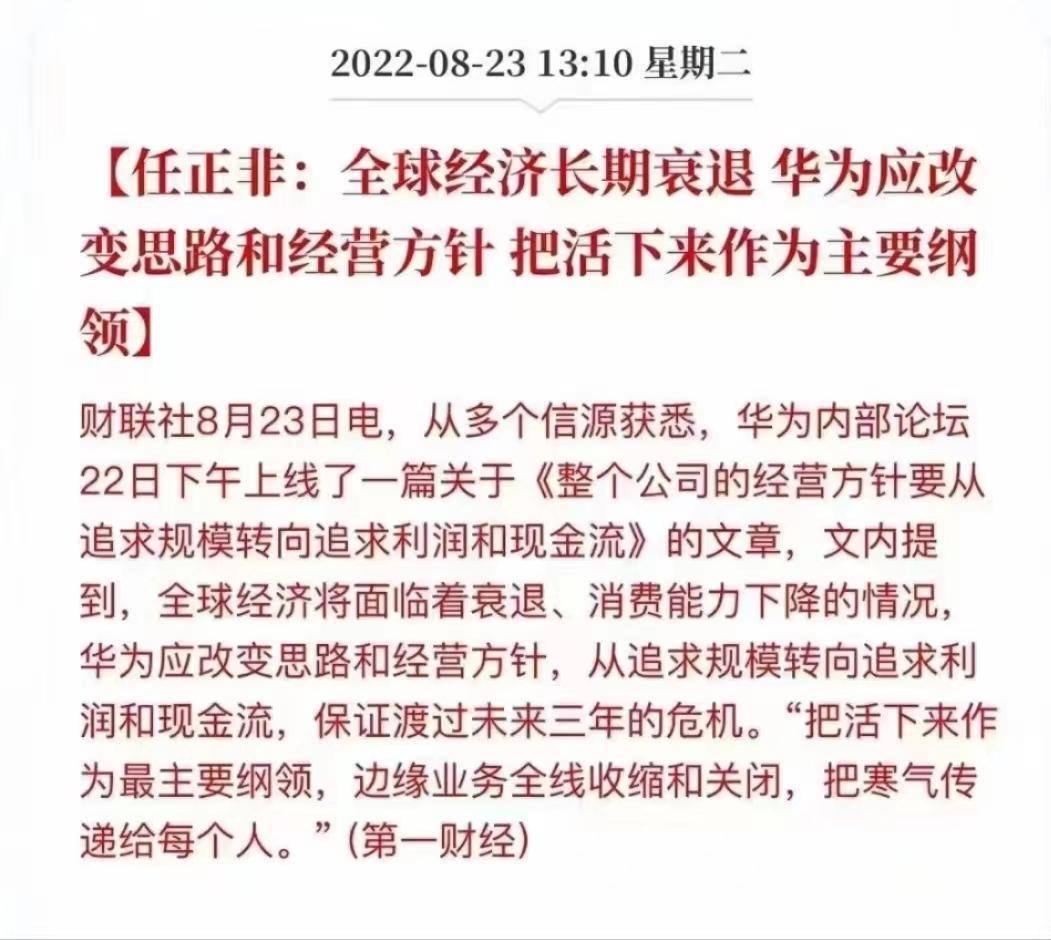 2022-08-23 13:10 星期二
【任正非：全球经济长期衰退 华为应改
变思路和经营方针 把活下来作为主要纲
领】
财联社8月23日电，从多个信源获悉，华为内部论坛
22日下午上线了一篇关于《整个公司的经营方针要从
追求规模转向追求利润和现金流》的文章，文内提
到，全球经济将面临着衰退、消费能力下降的情况，
华为应改变思路和经营方针，从追求规模转向追求利
润和现金流，保证渡过未来三年的危机。“把活下来作
为最主要纲领，边缘业务全线收缩和关闭，把寒气传
递给每个人。”（第一财经）